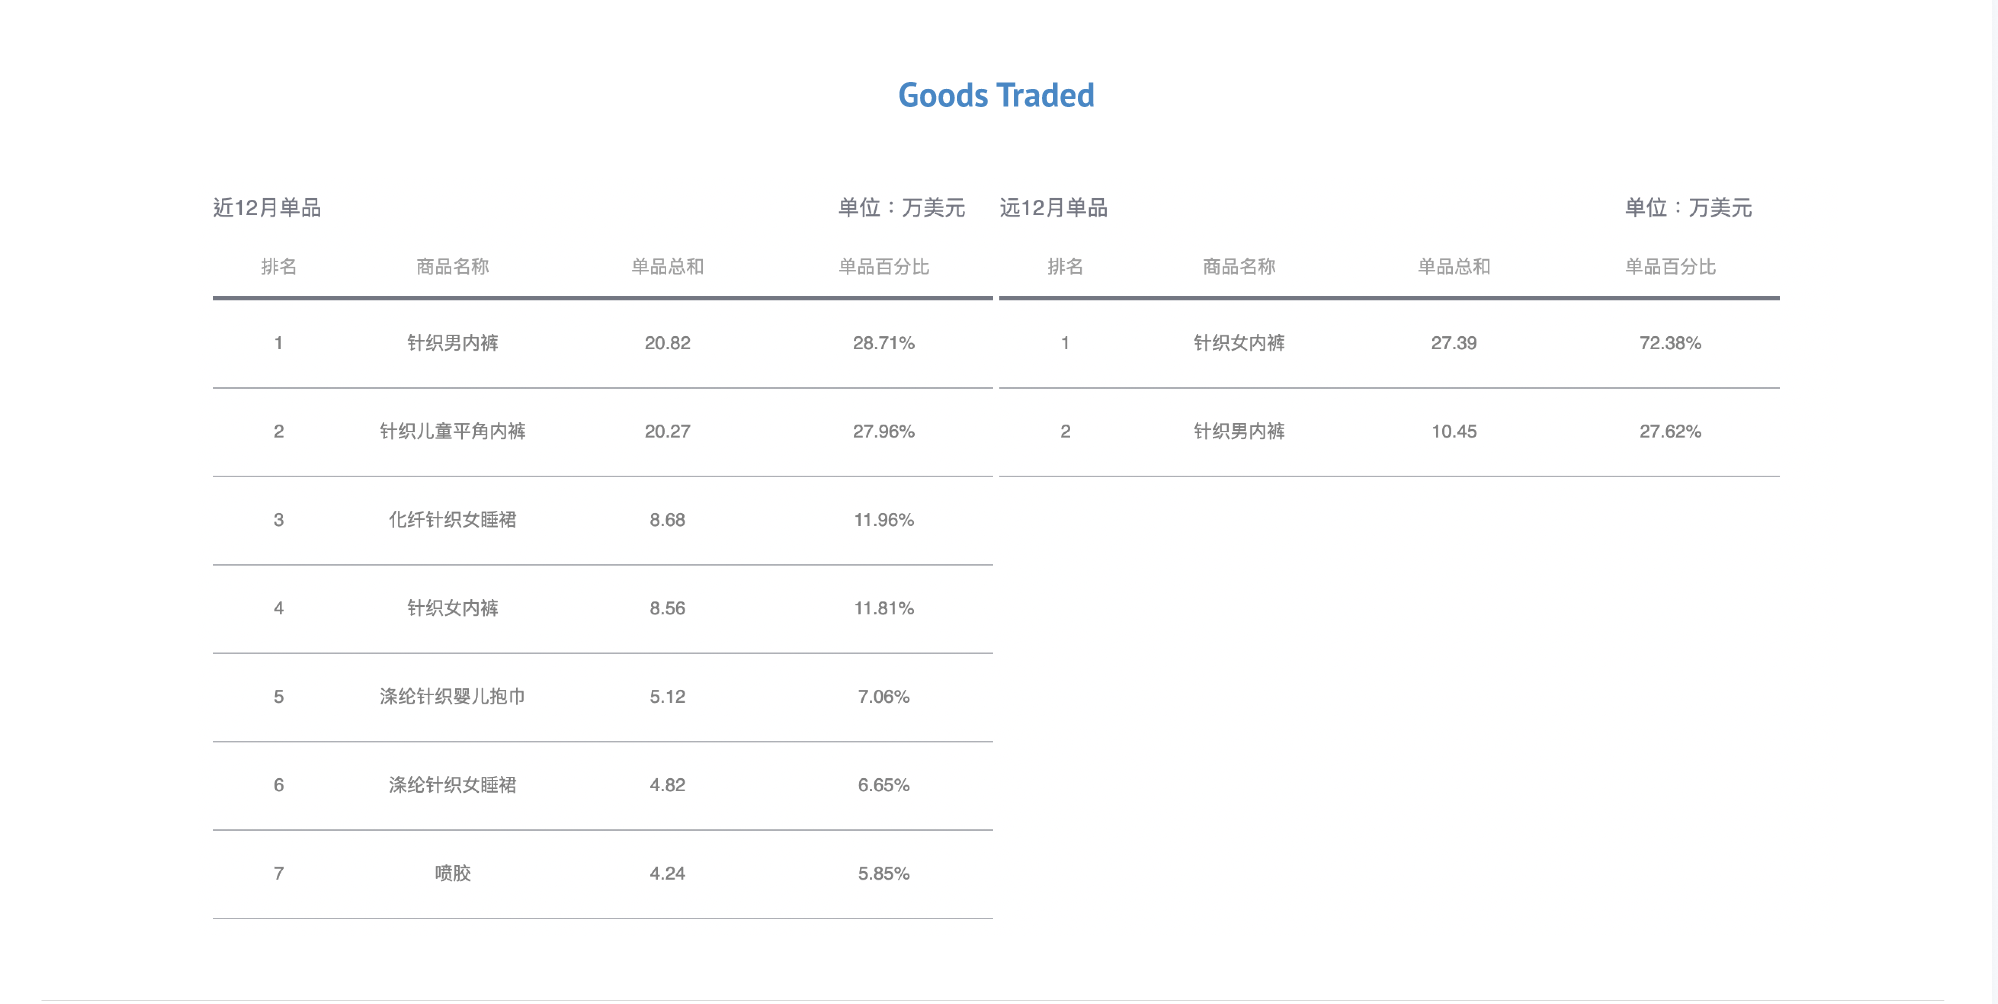 Goods Traded
近12月单品 单位：万美元
排名 商品名称 单品总和 单品百分比
1 针织男内裤 20.82 28.71%
2 针织儿童平角内裤 20.27 27.96%
3 化纤针织女睡裙 8.68 11.96%
4 针织女内裤 8.56 11.81%
5 涤纶针织婴儿抱巾 5.12 7.06%
6 涤纶针织女睡裙 4.82 6.65%
7 喷胶 4.24 5.85%
远12月单品 单位：万美元
排名 商品名称 单品总和 单品百分比
1 针织女内裤 27.39 72.38%
2 针织男内裤 10.45 27.62%